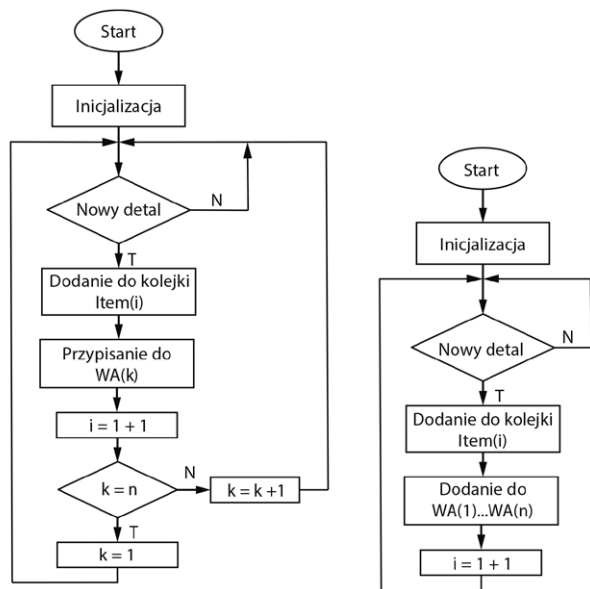 Start
Inicjalizacja
Nowy detal
N
T
Dodanie do kolejki
Item(i)
Przypisanie do
WA(k)
i = 1 + 1
k = n
N
k = k +1
T
k = 1
Start
Inicjalizacja
Nowy detal
N
T
Dodanie do kolejki
Item(i)
Dodanie do
WA(1)...WA(n)
i = 1 + 1